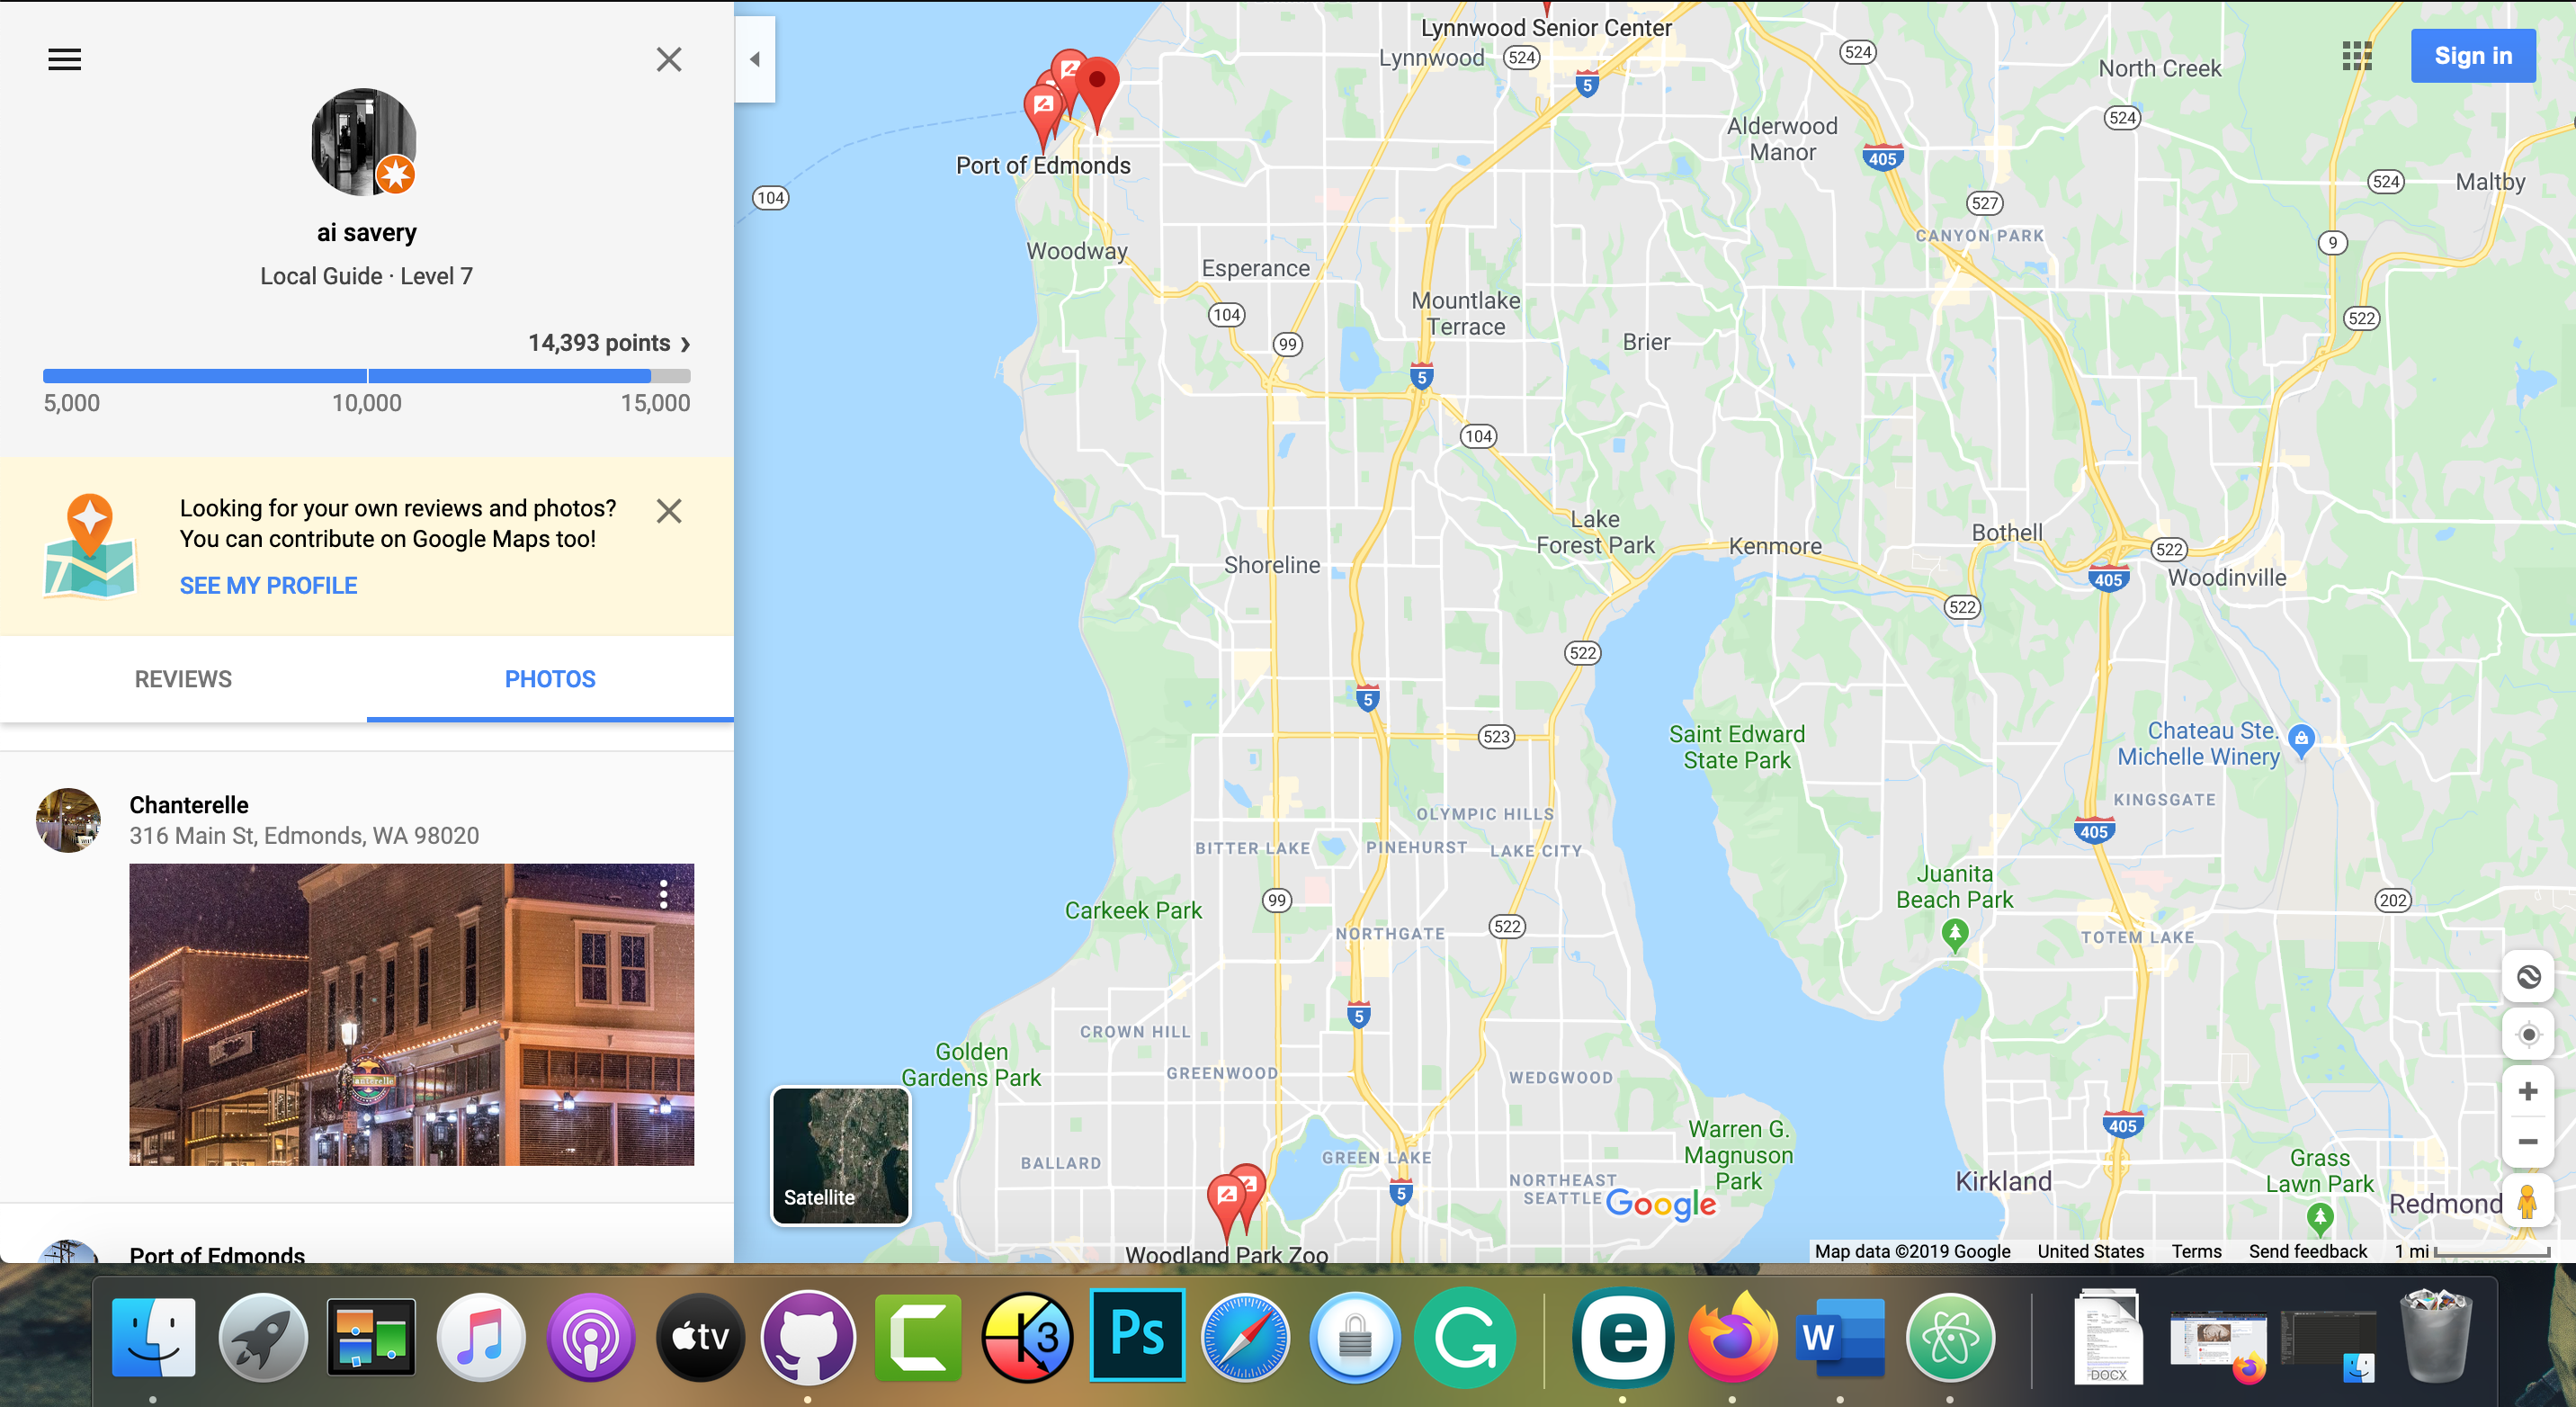 ai savery
Local Guide · Level 7
14,393 points ›
5,000
10,000
15,000
Looking for your own reviews and photos?
You can contribute on Google Maps too!
SEE MY PROFILE
REVIEWS
PHOTOS
Chanterelle
316 Main St, Edmonds, WA 98020
Port of Edmonds
Sign in
Lynnwood Senior Center
Lynnwood
524
5
524
North Creek
524
Alderwood
Manor
405
524
Maltby
Port of Edmonds
104
527
CANYON PARK
9
Woodway
Esperance
Mountlake
Terrace
104
99
Brier
522
5
104
Lake
Forest Park
Kenmore
Bothell
522
405
Woodinville
Shoreline
522
522
5
523
Saint Edward
State Park
Chateau Ste.
Michelle Winery
KINGSGATE
OLYMPIC HILLS
405
BITTER LAKE
PINEHURST
LAKE CITY
Juanita
Beach Park
99
Carkeek Park
522
202
NORTHGATE
TOTEM LAKE
5
CROWN HILL
Golden
Gardens Park
GREENWOOD
WEDGWOOD
405
Warren G.
Magnuson
Park
BALLARD
GREEN LAKE
NORTHEAST
SEATTLE
5
Google
Kirkland
Grass
Lawn Park
Redmond
Satellite
Woodland Park Zoo
Map data ©2019 Google
United States
Terms
Send feedback
1 mi
tv
K3
Ps
e
W
DOCX